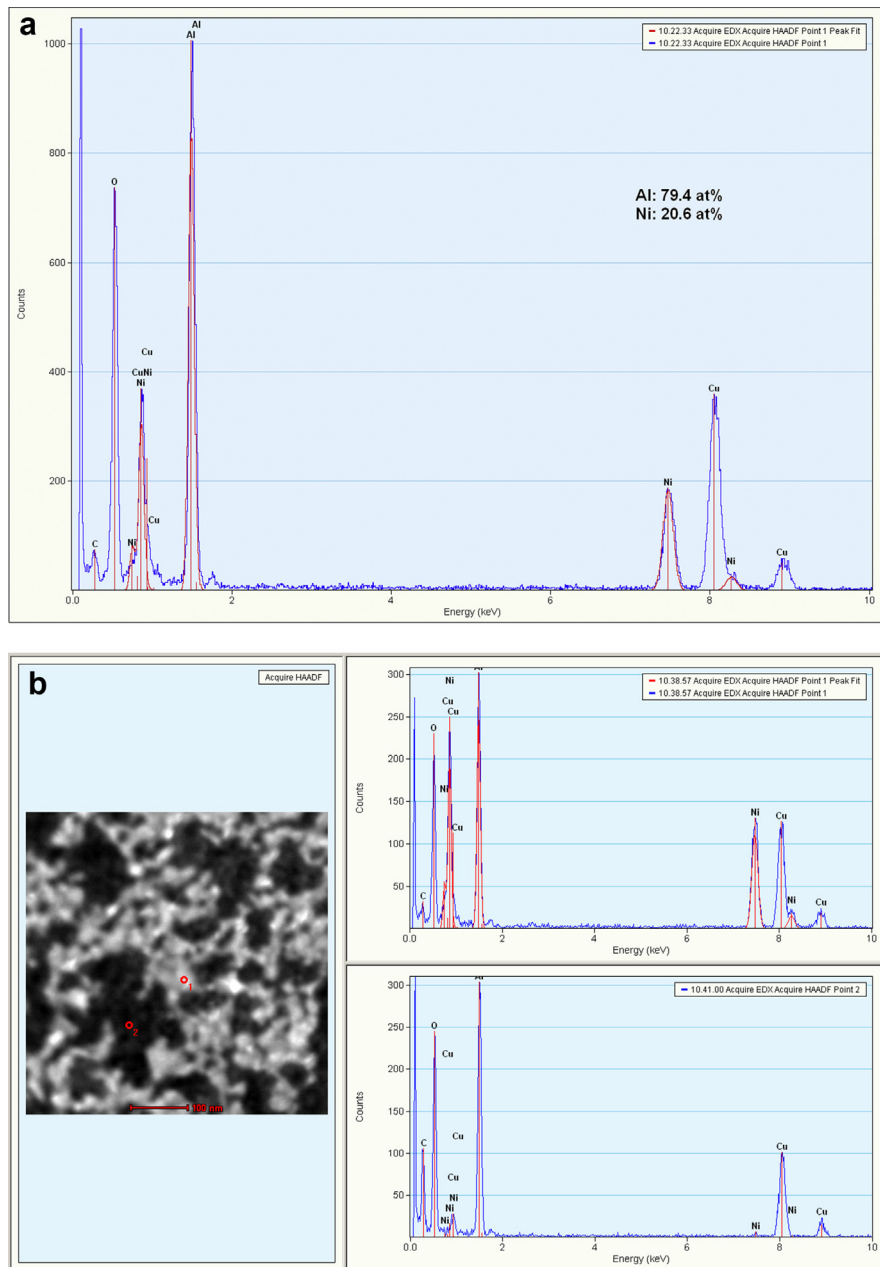 a
Al
Al
10.22.33 Acquire EDX Acquire HAADF Point 1 Peak Fit
10.22.33 Acquire EDX Acquire HAADF Point 1
1000
800
O
Al: 79.4 at%
Ni: 20.6 at%
600
Counts
400
Cu
CuNi
Ni
Cu
200
Ni
Cu
C
Ni
Ni
Cu
0.0
2
4
6
8
10
Energy (keV)
b
Acquire HAADF
1
2
100 nm
300
Al
Ni
10.38.57 Acquire EDX Acquire HAADF Point 1 Peak Fit
10.38.57 Acquire EDX Acquire HAADF Point 1
250
Cu
Cu
O
200
Counts
150
Ni
Ni
Cu
100
Cu
50
C
Ni
Cu
0.0
2
4
6
8
10
Energy (keV)
300
Al
10.41.00 Acquire EDX Acquire HAADF Point 2
250
O
Cu
200
Counts
150
Cu
C
Cu
100
Cu
50
Ni
Ni
Ni
Ni
Ni
Cu
0.0
2
4
6
8
10
Energy (keV)